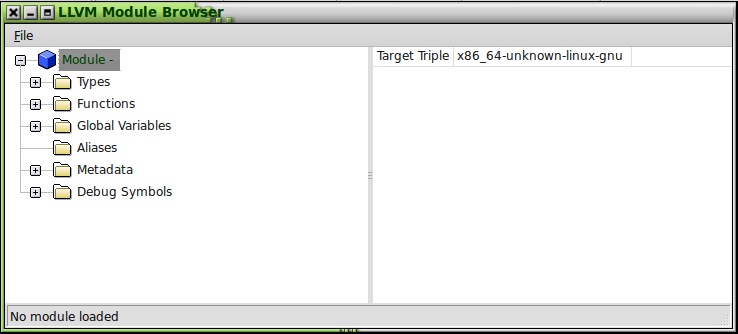 LLVM Module Browser
File
Module -
Target Triple x86_64-unknown-linux-gnu
Types
Functions
Global Variables
Aliases
Metadata
Debug Symbols
No module loaded